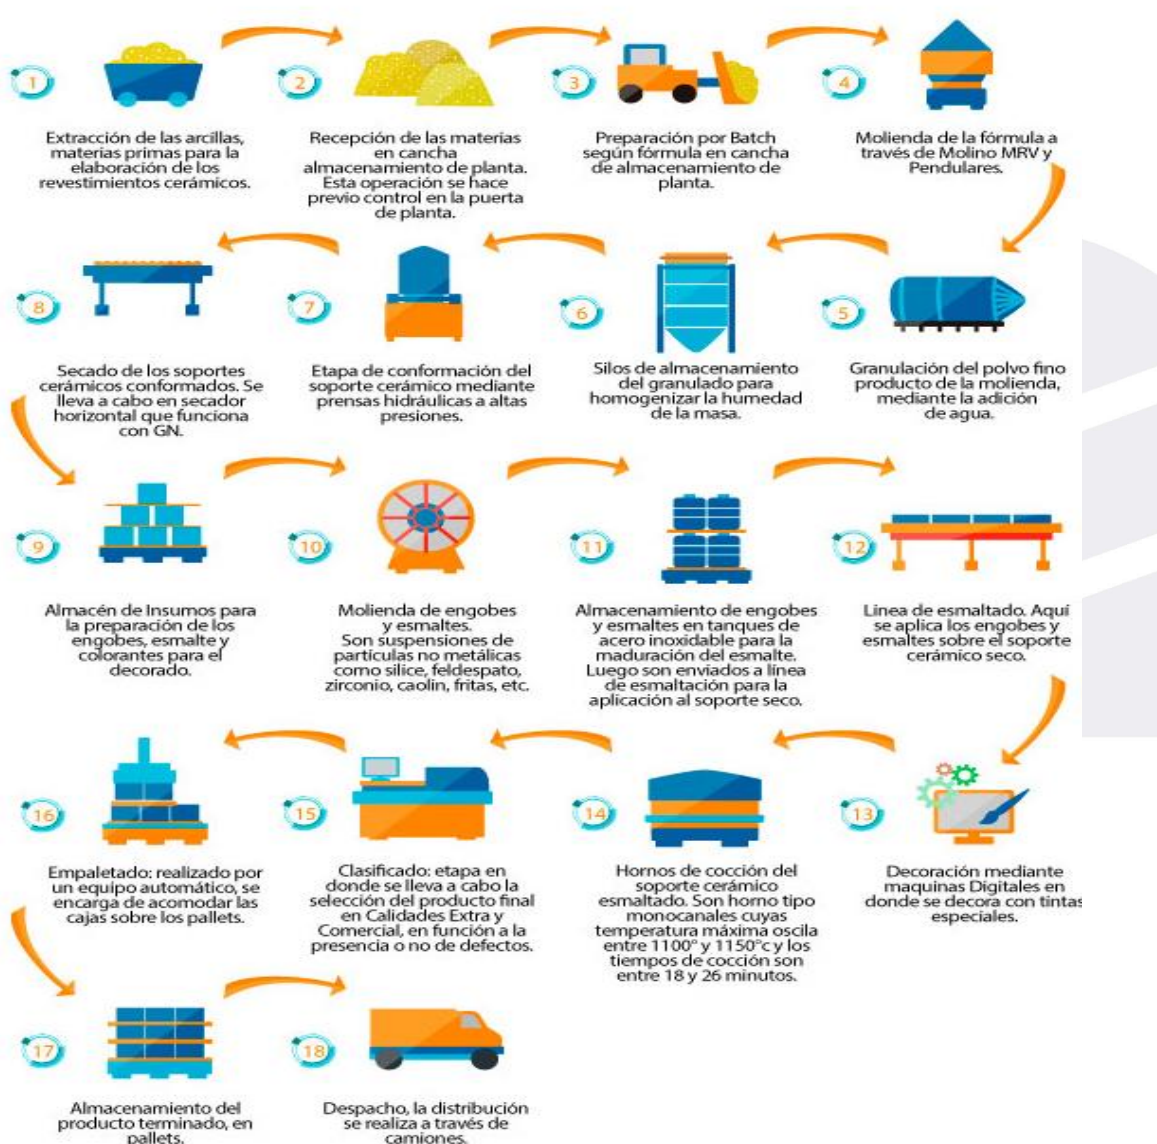 1
Extracción de las arcillas,
materias primas para la
elaboración de los
revestimientos cerámicos.
2
Recepción de las materias
en cancha
almacenamiento de planta.
Esta operación se hace
previo control en la puerta
de planta.
3
Preparación por Batch
según fórmula en cancha
de almacenamiento de
planta.
4
Molienda de la fórmula a
través de Molino MRV y
Pendulares.
5
Granulación del polvo fino
producto de la molienda,
mediante la adición
de agua.
6
Silos de almacenamiento
del granulado para
homogenizar la humedad
de la masa.
7
Etapa de conformación del
soporte cerámico mediante
prensas hidráulicas a altas
presiones.
8
Secado de los soportes
cerámicos conformados. Se
lleva a cabo en secador
horizontal que funciona
con GN.
9
Almacén de Insumos para
la preparación de los
engobes, esmalte y
colorantes para el
decorado.
10
Molienda de engobes
y esmaltes.
Son suspensiones de
partículas no metálicas
como silice, feldespato,
zirconio, caolin, fritas, etc.
11
Almacenamiento de engobes
y esmaltes en tanques de
acero inoxidable para la
maduración del esmalte.
Luego son enviados a línea
de esmaltación para la
aplicación al soporte seco.
12
Linea de esmaltado. Aquí
se aplica los engobes y
esmaltes sobre el soporte
cerámico seco.
13
Decoración mediante
maquinas Digitales en
donde se decora con tintas
especiales.
14
Hornos de cocción del
soporte cerámico
esmaltado. Son horno tipo
monocanales cuyas
temperatura máxima oscila
entre 1100° y 1150°c y los
tiempos de cocción son
entre 18 y 26 minutos.
15
Clasificado: etapa en
donde se lleva a cabo la
selección del producto final
en Calidades Extra y
Comercial, en función a la
presencia o no de defectos.
16
Empaletado: realizado por
un equipo automático, se
encarga de acomodar las
cajas sobre los pallets.
17
Almacenamiento del
producto terminado, en
pallets.
18
Despacho, la distribución
se realiza a través de
camiones.